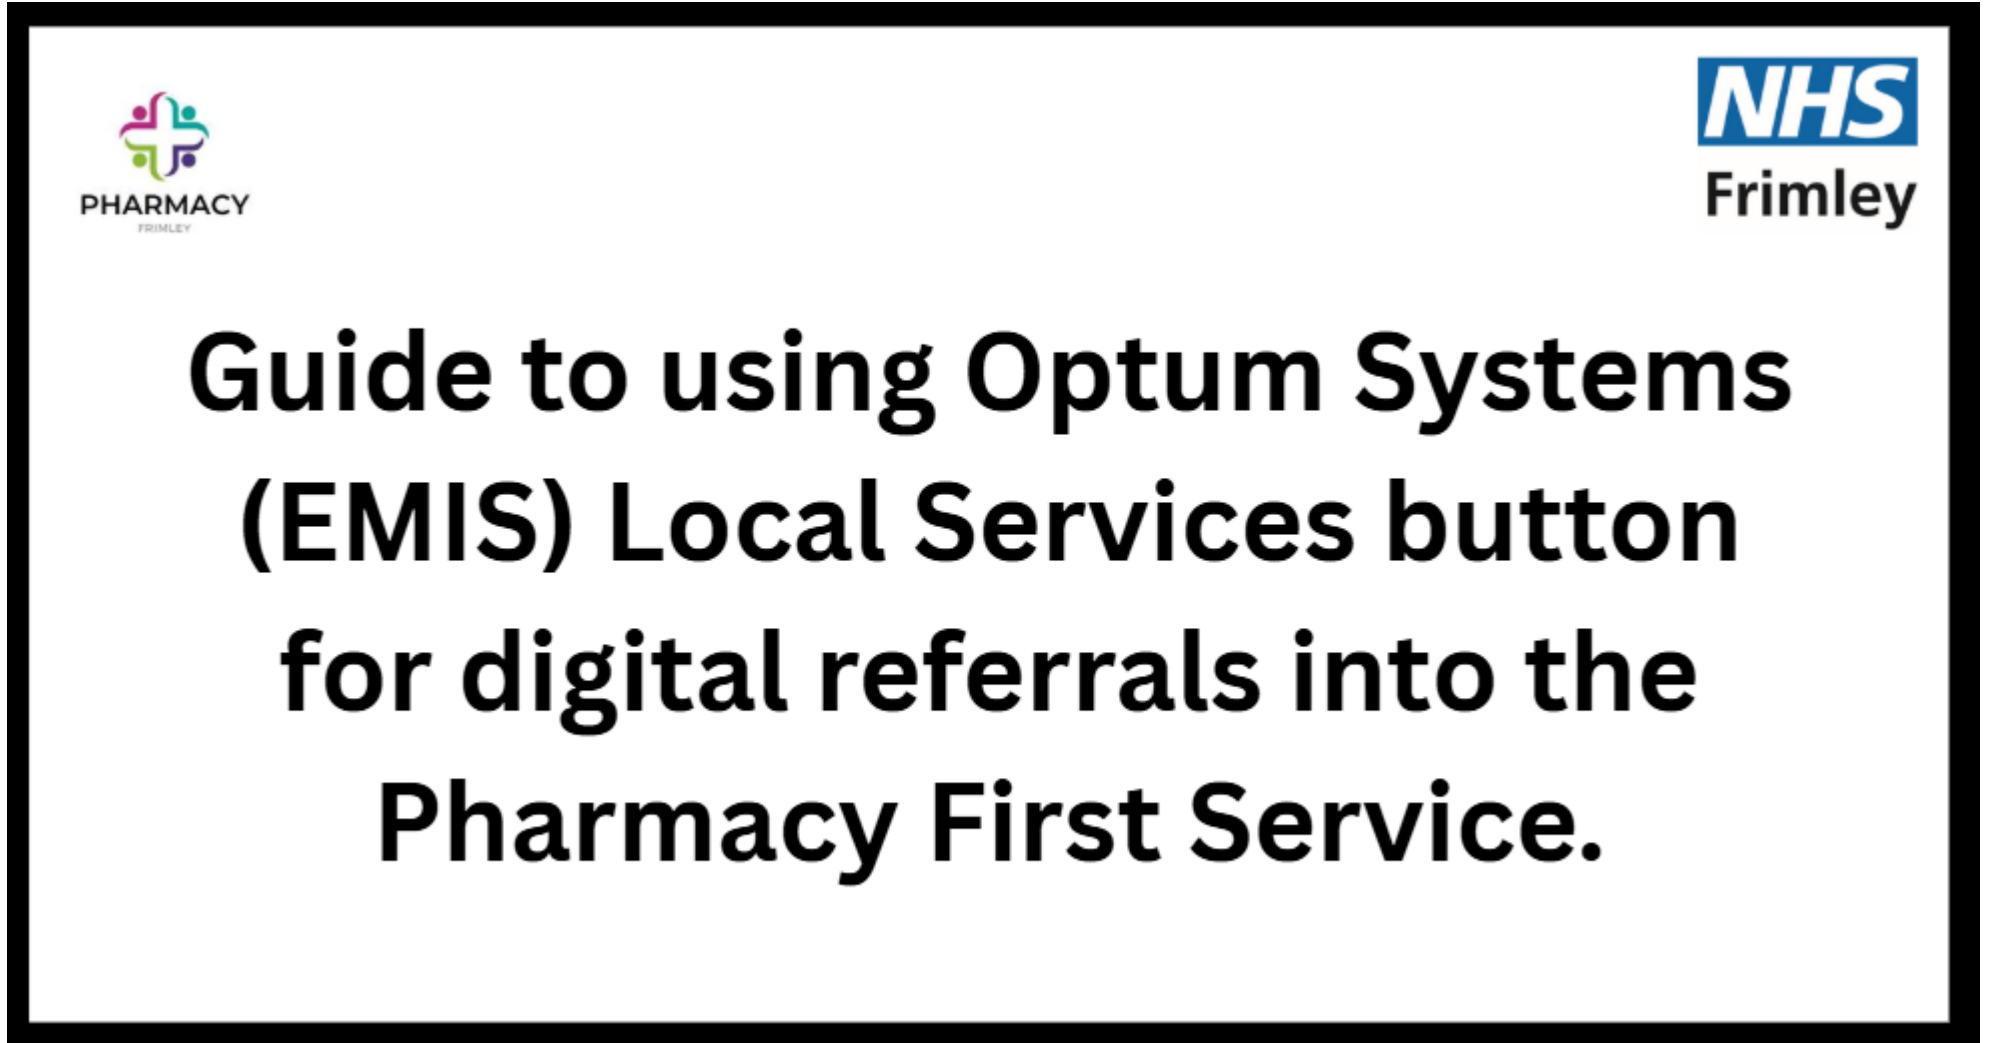 PHARMACY
FRIMLEY
NHS
Frimley
Guide to using Optum Systems
(EMIS) Local Services button
for digital referrals into the
Pharmacy First Service.